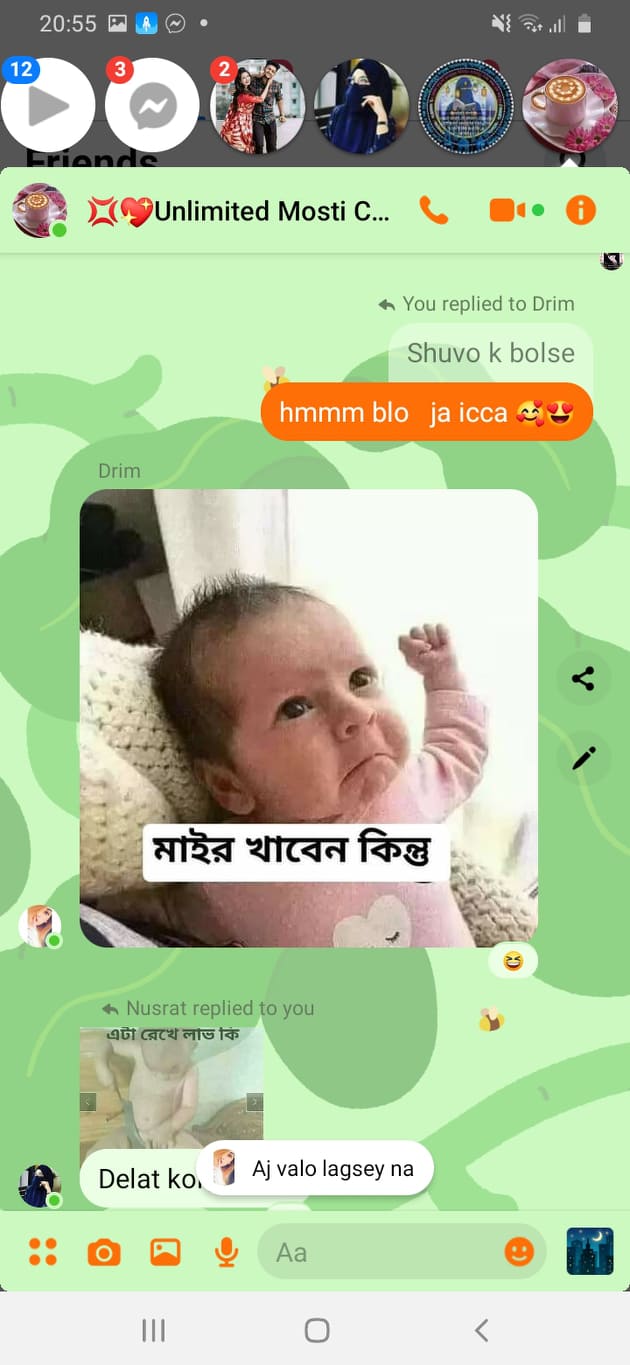 20:55
12
3
2
Friends
Unlimited Mosti C...
You replied to Drim
Shuvo k bolse
hmmm blo ja icca 🥰😍
Drim
মাইর খাবেন কিন্তু
Nusrat replied to you
এটা রেখে লাভ কি
Delat
Aj valo lagsey na
Aa